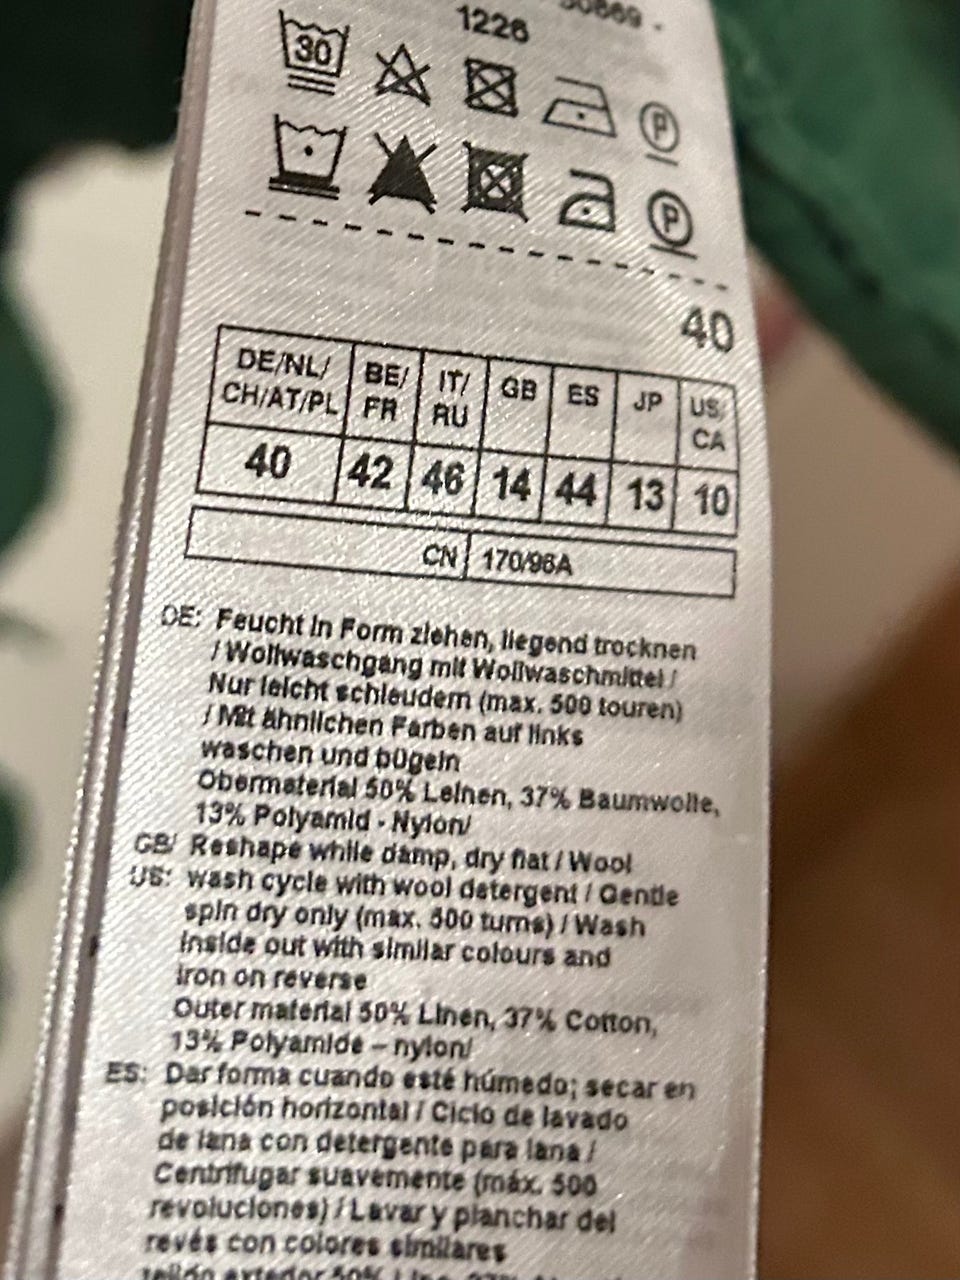 1226
30
P
P
40
DE/NL/ CH/AT/PL BE/ FR IT/ RU GB ES JP US/ CA
40 42 46 14 44 13 10
CN 170/96A
DE: Feucht in Form ziehen, liegend trocknen
/ Wollwaschgang mit Wollwaschmittel /
Nur leicht schleudern (max. 500 touren)
/ Mit ähnlichen Farben auf links
waschen und bügeln
Obermaterial 50% Leinen, 37% Baumwolle,
13% Polyamid - Nylon/
GB/ Reshape while damp, dry flat / Wool
US: wash cycle with wool detergent / Gentle
spin dry only (max. 500 turns) / Wash
inside out with similar colours and
iron on reverse
Outer material 50% Linen, 37% Cotton,
13% Polyamide – nylon/
ES: Dar forma cuando esté húmedo; secar en
posición horizontal / Ciclo de lavado
de lana con detergente para lana /
Centrifugar suavemente (máx. 500
revoluciones) / Lavar y planchar del
revés con colores similares
exterior 50%